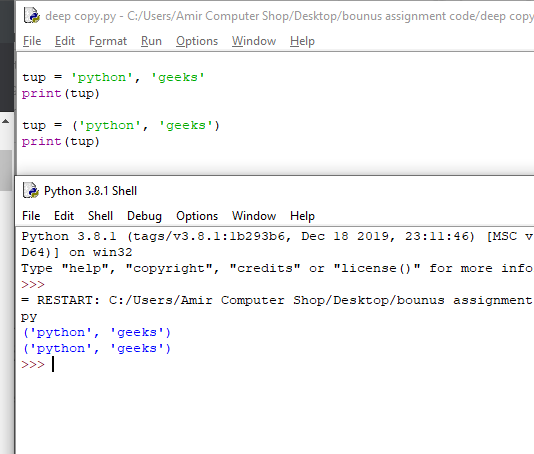 deep copy.py - C:/Users/Amir Computer Shop/Desktop/bounus assignment code/deep copy
File Edit Format Run Options Window Help
tup = 'python', 'geeks'
print(tup)
tup = ('python', 'geeks')
print(tup)
Python 3.8.1 Shell
File Edit Shell Debug Options Window Help
Python 3.8.1 (tags/v3.8.1:1b293b6, Dec 18 2019, 23:11:46) [MSC v
D64)] on win32
Type "help", "copyright", "credits" or "license()" for more info
>>>
= RESTART: C:/Users/Amir Computer Shop/Desktop/bounus assignment
py
('python', 'geeks')
('python', 'geeks')
>>>